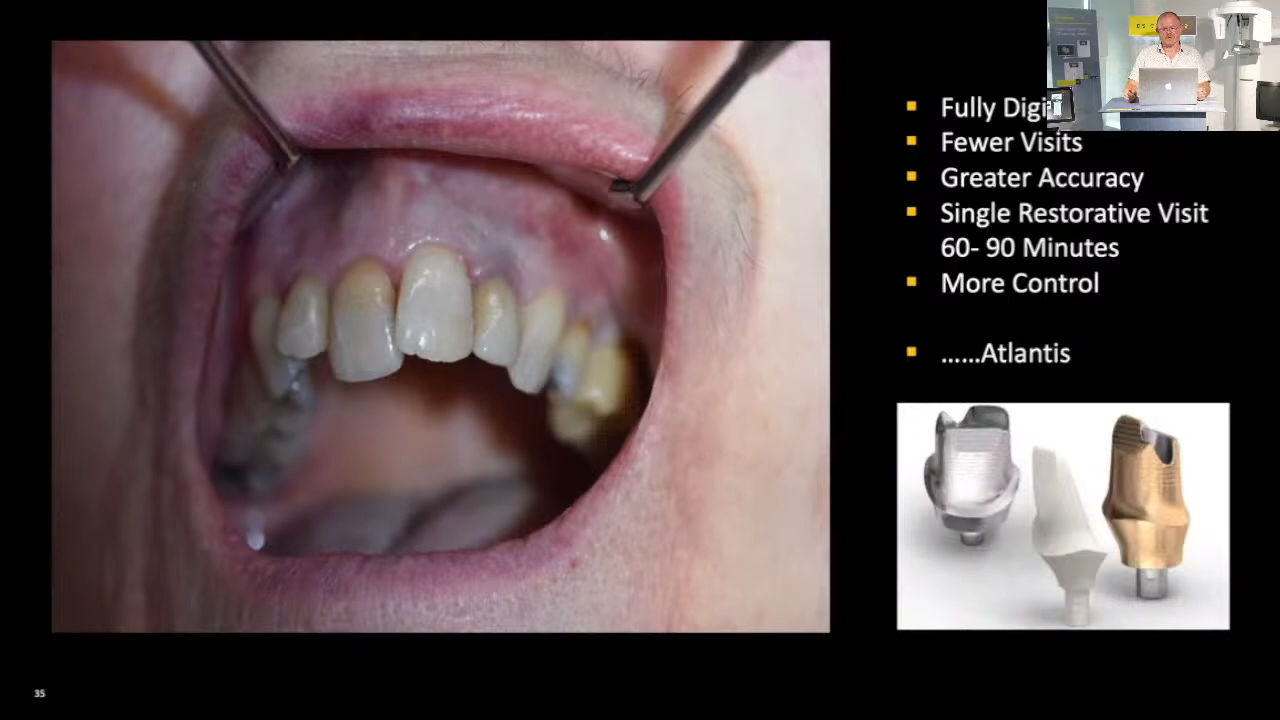 Fully Digi
Fewer Visits
Greater Accuracy
Single Restorative Visit
60- 90 Minutes
More Control
......Atlantis
35